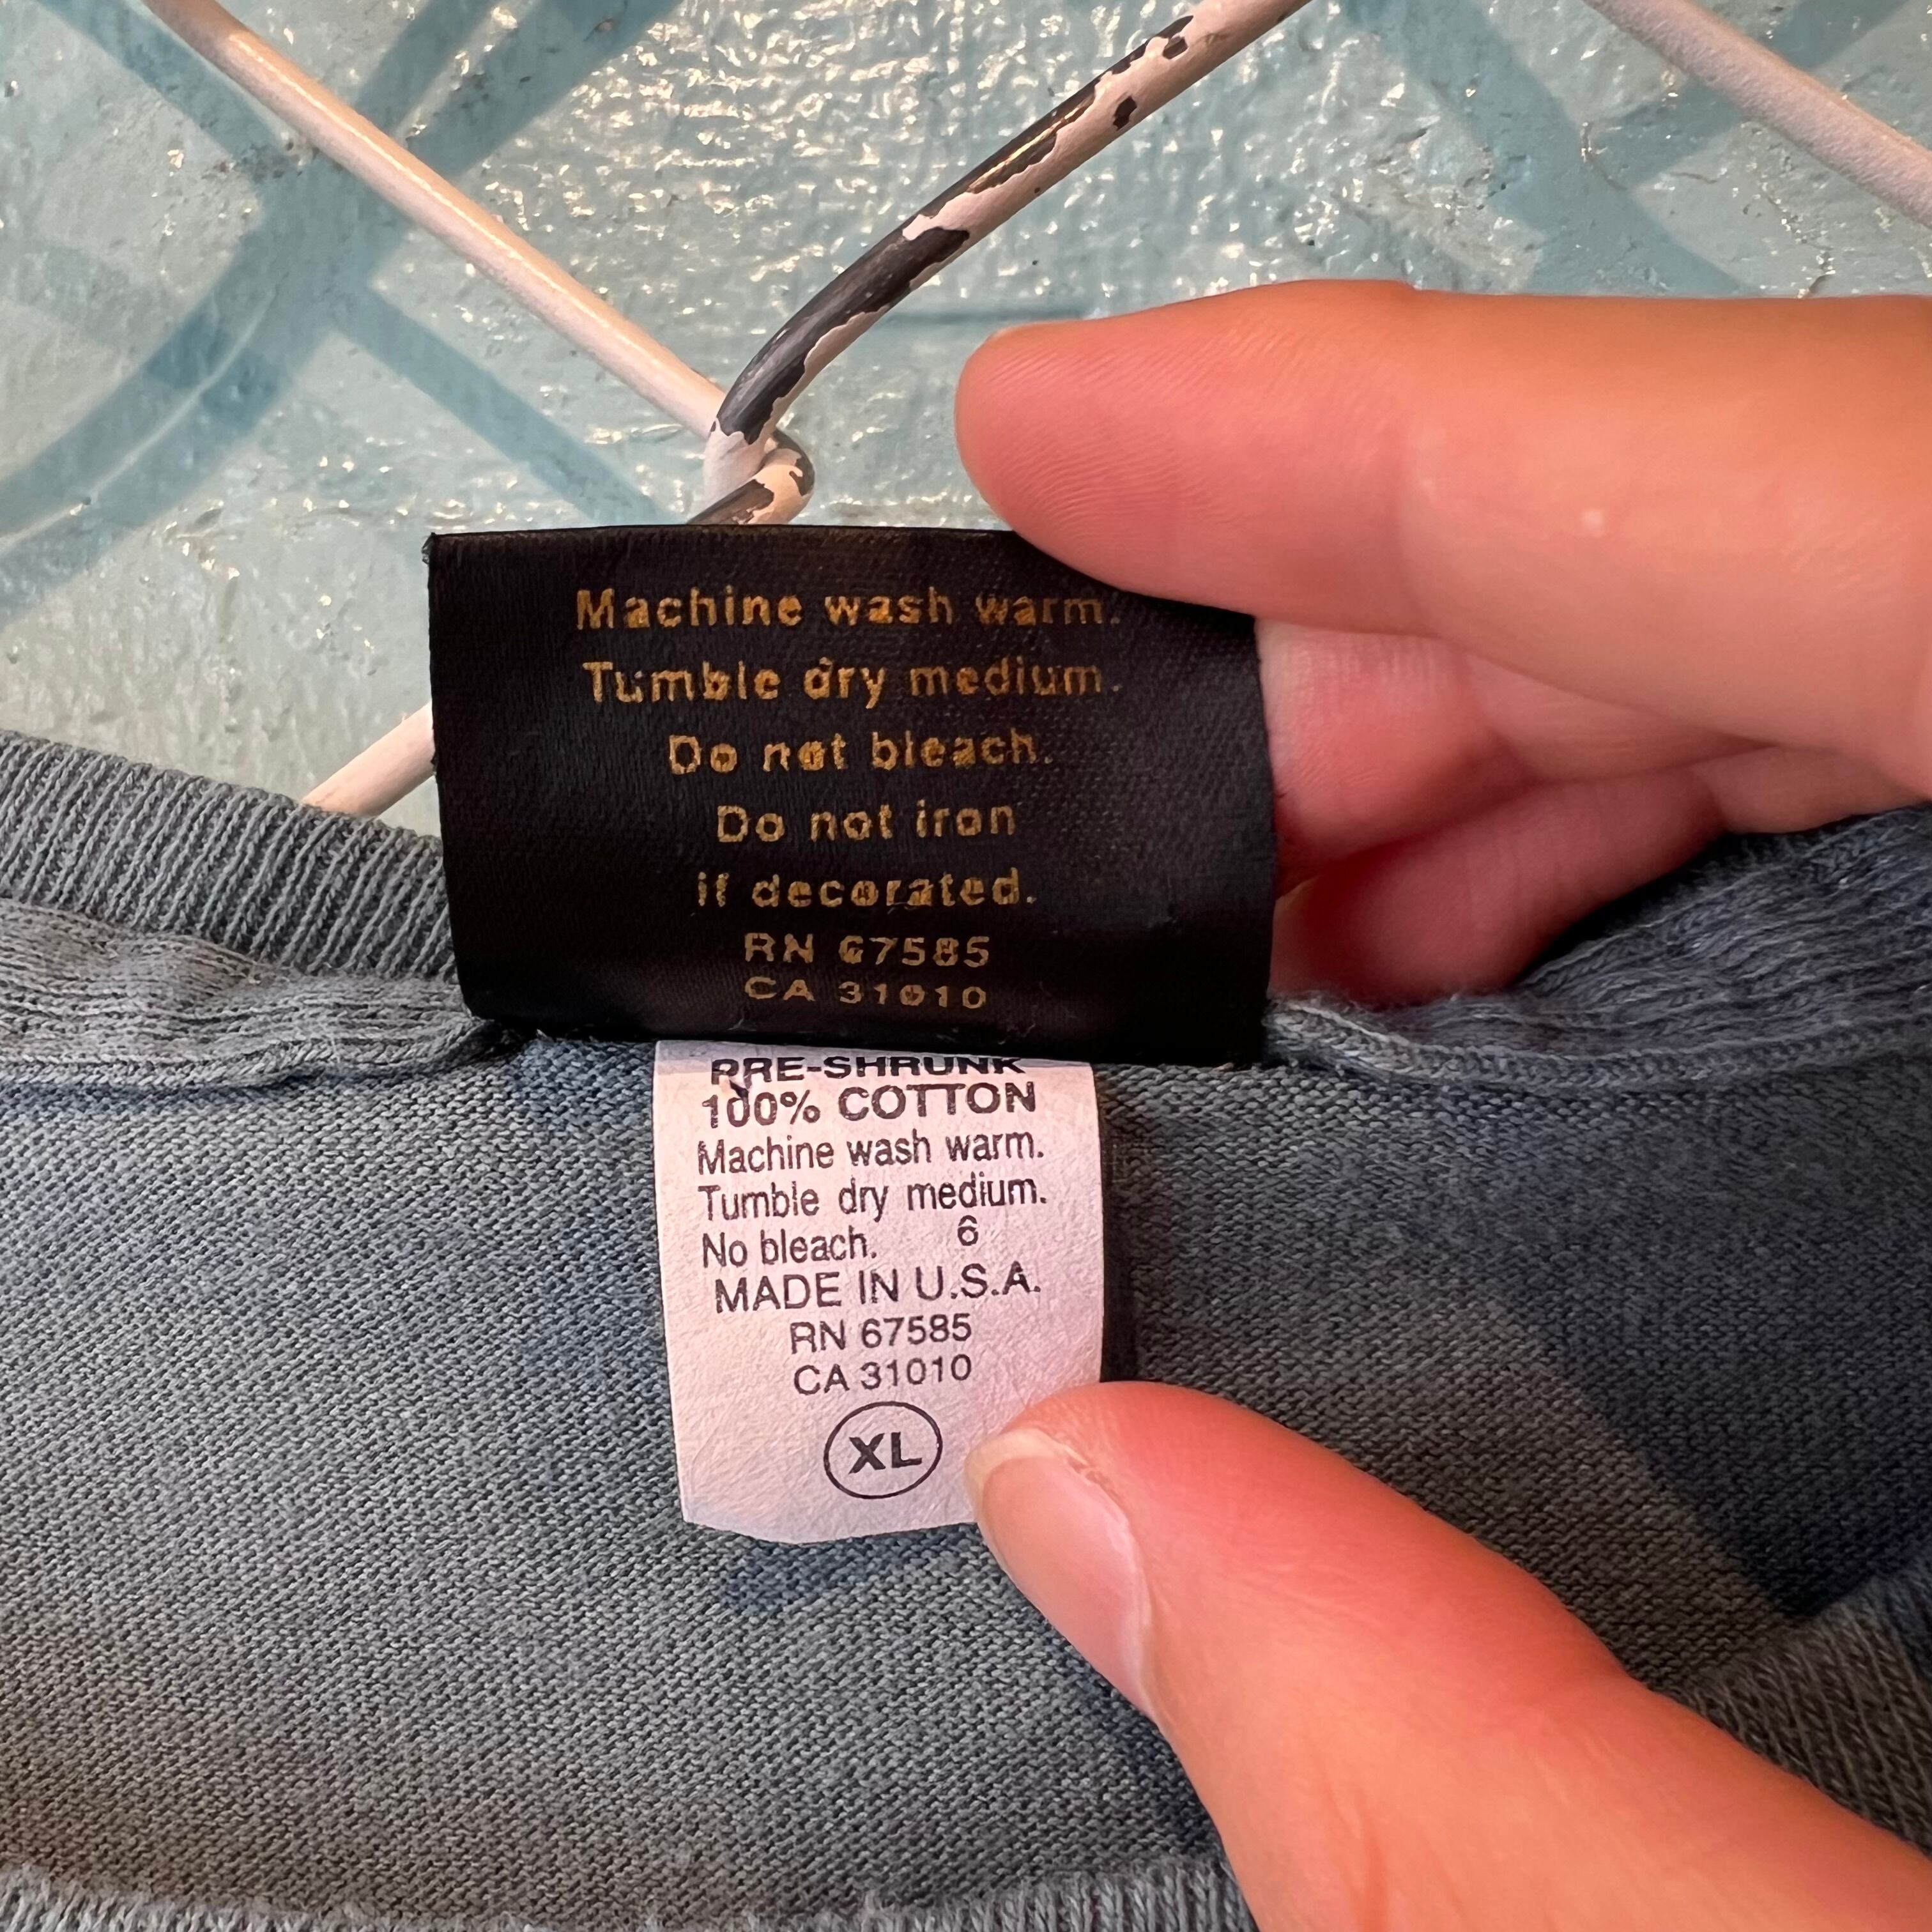 Machine wash warm.
Tumble dry medium.
Do not bleach.
Do not iron
if decorated.
RN 67585
CA 31010
PRE-SHRUNK
100% COTTON
Machine wash warm.
Tumble dry medium.
No bleach. 6
MADE IN U.S.A.
RN 67585
CA 31010
XL